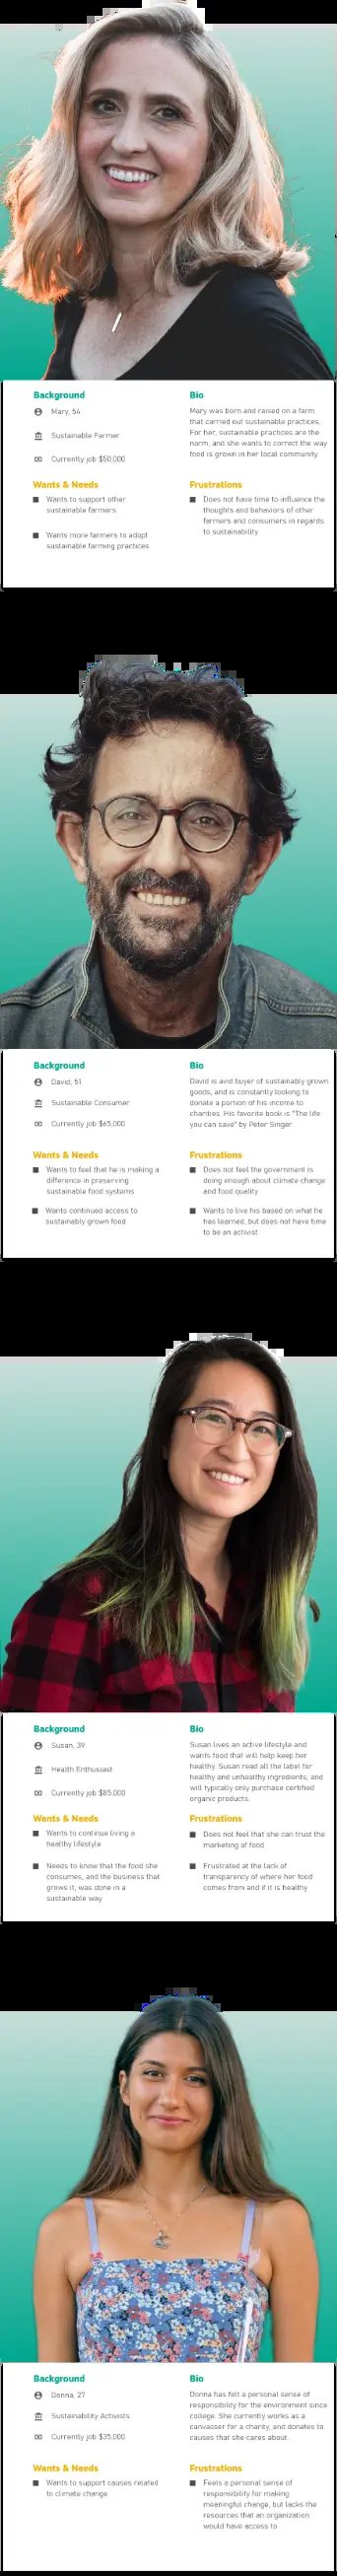 Background
Mary, 54
Sustainable Farmer
Currently job $50,000
Bio
Mary was born and raised on a farm
that carried out sustainable practices.
For her, sustainable practices are the
norm, and she wants to correct the way
food is grown in her local community
Wants & Needs
Wants to support other
sustainable farmers
Wants more farmers to adopt
sustainable farming practices
Frustrations
Does not have time to influence the
thoughts and behaviors of other
farmers and consumers in regards
to sustainability
Background
David, 51
Sustainable Consumer
Currently job $65,000
Bio
David is avid buyer of sustainably grown
goods, and is constantly looking to
donate a portion of his income to
charities. His favorite book is "The life
you can save" by Peter Singer.
Wants & Needs
Wants to feel that he is making a
difference in preserving
sustainable food systems
Wants continued access to
sustainably grown food
Frustrations
Does not feel the government is
doing enough about climate change
and food quality
Wants to live his based on what he
has learned, but does not have time
to be an activist
Background
Susan, 39
Health Enthusiast
Currently job $85,000
Bio
Susan lives an active lifestyle and
wants food that will help keep her
healthy. Susan read all the label for
healthy and unhealthy ingredients, and
will typically only purchase certified
organic products.
Wants & Needs
Wants to continue living a
healthy lifestyle
Needs to know that the food she
consumes, and the business that
grows it, was done in a
sustainable way
Frustrations
Does not feel that she can trust the
marketing of food
Frustrated at the lack of
transparency of where her food
comes from and if it is healthy
Background
Donna, 27
Sustainability Activists
Currently job $35,000
Bio
Donna has felt a personal sense of
responsibility for the environment since
college. She currently works as a
canvasser for a charity, and donates to
causes that she cares about.
Wants & Needs
Wants to support causes related
to climate change
Frustrations
Feels a personal sense of
responsibility for making
meaningful change, but lacks the
resources that an organization
would have access to